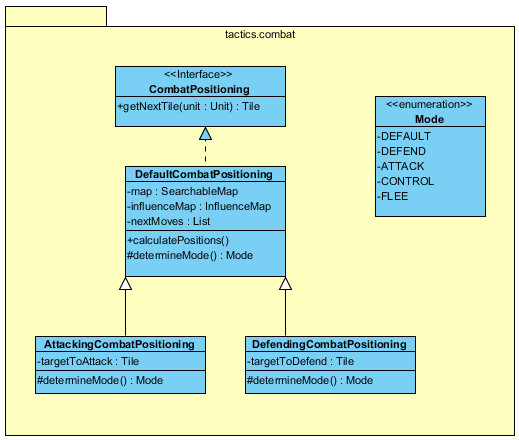 tactics.combat
<<Interface>>
CombatPositioning
+getNextTile(unit : Unit) : Tile
<<enumeration>>
Mode
-DEFAULT
-DEFEND
-ATTACK
-CONTROL
-FLEE
DefaultCombatPositioning
-map : SearchableMap
-influenceMap : InfluenceMap
-nextMoves : List
+calculatePositions()
#determineMode() : Mode
AttackingCombatPositioning
-targetToAttack : Tile
#determineMode() : Mode
DefendingCombatPositioning
-targetToDefend : Tile
#determineMode() : Mode